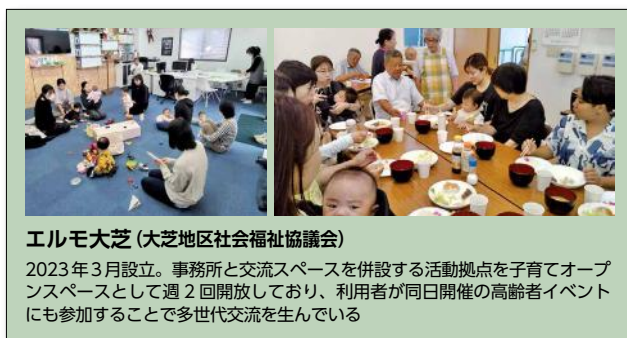 エルモ大芝(大芝地区社会福祉協議会)
2023年3月設立。事務所と交流スペースを併設する活動拠点を子育てオープ
ンスペースとして週2回開放しており、利用者が同日開催の高齢者イベント
にも参加することで多世代交流を生んでいる